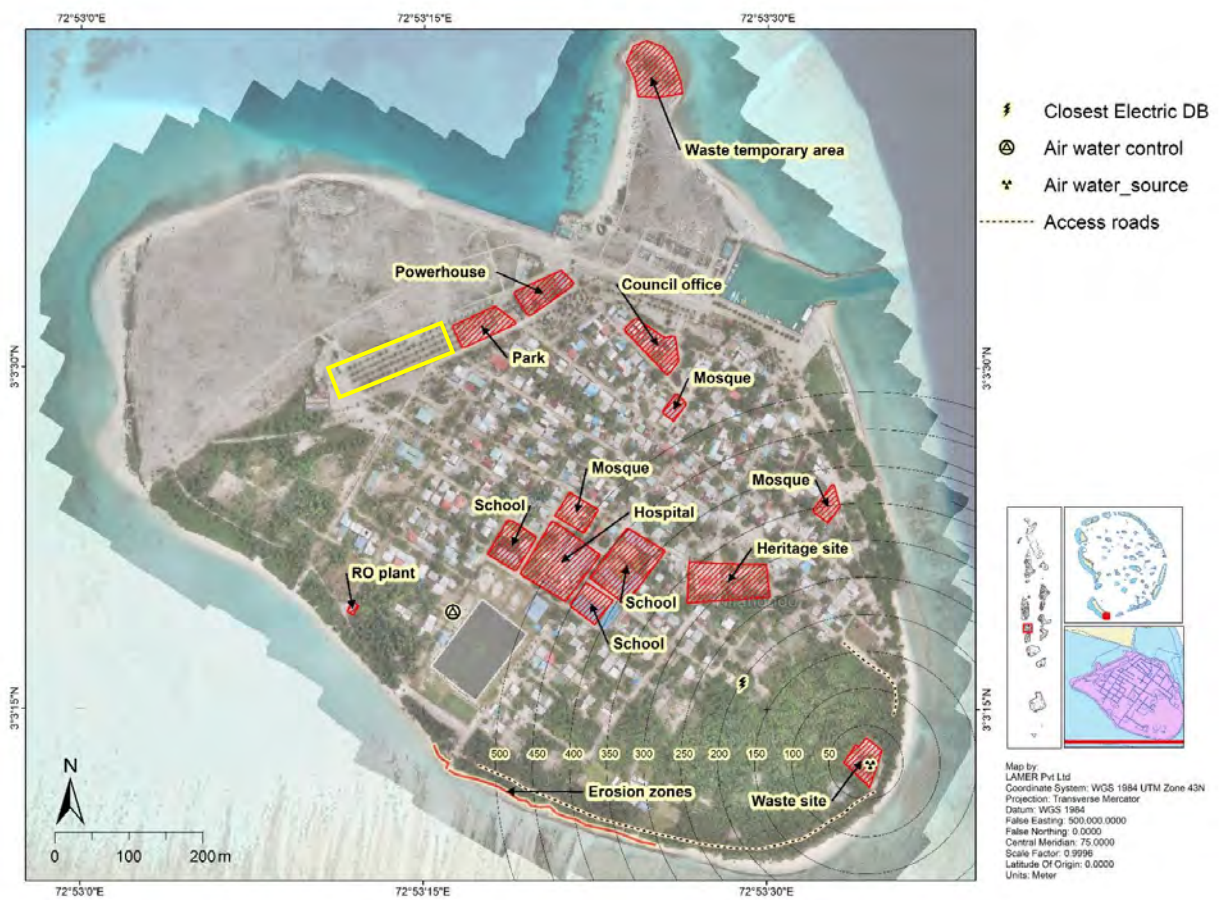 72°53'0"E
72°53'15"E
72°53'30"E
Waste temporary area
Closest Electric DB
Air water control
Air water_source
Access roads
Powerhouse
Council office
Park
3°3'30"N
3°3'30"N
Mosque
Mosque
Mosque
School
Hospital
Heritage site
RO plant
School
School
3°3'15"N
3°3'15"N
500
450
400
350
300
250
200
150
100
50
Erosion zones
Waste site
N
0
100
200 m
Map by:
LAMER Pvt Ltd
Coordinate System: WGS 1984 UTM Zone 43N
Projection: Transverse Mercator
Datum: WGS 1984
False Easting: 500,000.0000
False Northing: 0.0000
Central Meridian: 75.0000
Scale Factor: 0.9996
Latitude Of Origin: 0.0000
Units: Meter
72°53'0"E
72°53'15"E
72°53'30"E